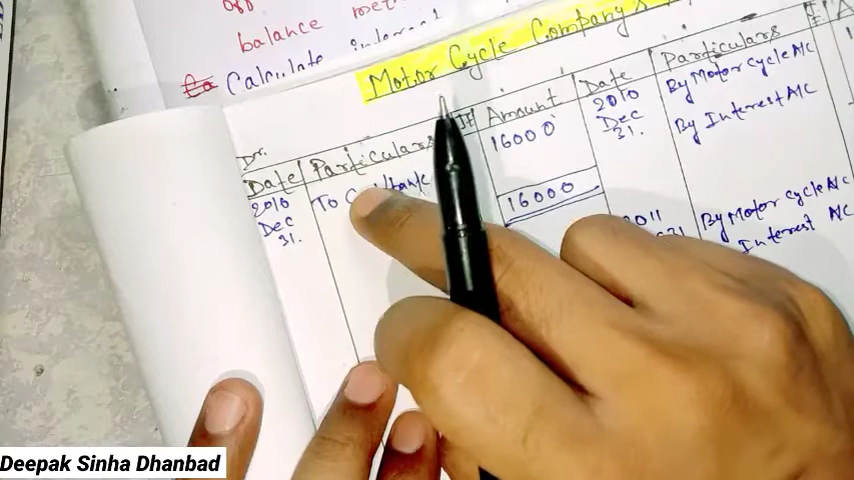 balance
Calculate interest
Motor Cycle Company's
Dr.
Date Particulars Amount Date Particulars
2010 To 16000 2010 By Motor Cycle A/C
Dec Dec By Interest A/C
31. 31.
16000
By Motor Cycle A/C
Interest A/C
Deepak Sinha Dhanbad